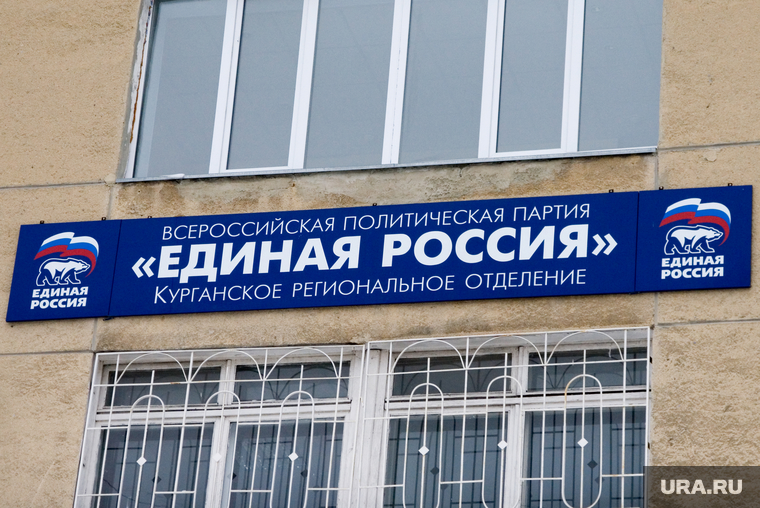 ВСЕРОССИЙСКАЯ ПОЛИТИЧЕСКАЯ ПАРТИЯ
«ЕДИНАЯ РОССИЯ»
КУРГАНСКОЕ РЕГИОНАЛЬНОЕ ОТДЕЛЕНИЕ
ЕДИНАЯ
РОССИЯ
ЕДИНАЯ
РОССИЯ
URA.RU